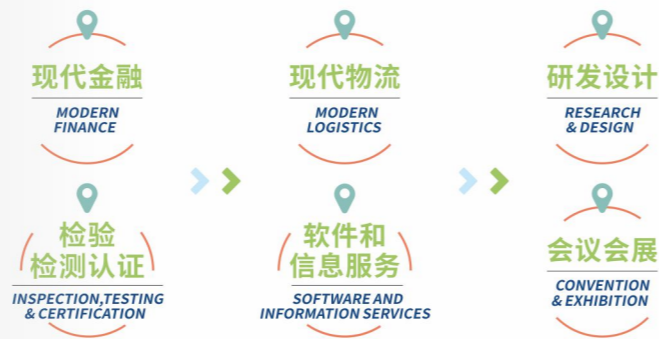 现代金融
MODERN
FINANCE
现代物流
MODERN
LOGISTICS
研发设计
RESEARCH
& DESIGN
检验
检测认证
INSPECTION,TESTING
& CERTIFICATION
软件和
信息服务
SOFTWARE AND
INFORMATION SERVICES
会议会展
CONVENTION
& EXHIBITION